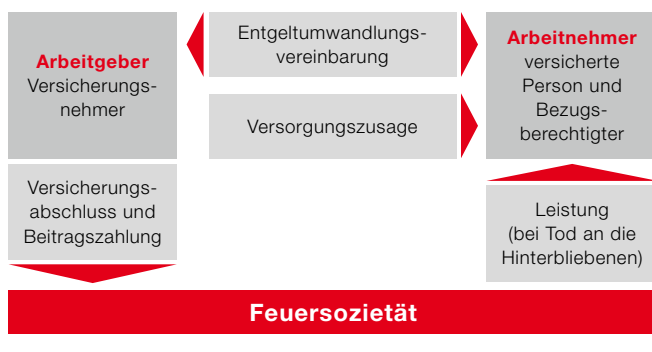 Arbeitgeber
Versicherungs-
nehmer
Entgeltumwandlungs-
vereinbarung
Versorgungszusage
Arbeitnehmer
versicherte
Person und
Bezugs-
berechtigter
Versicherungs-
abschluss und
Beitragszahlung
Leistung
(bei Tod an die
Hinterbliebenen)
Feuersozietät